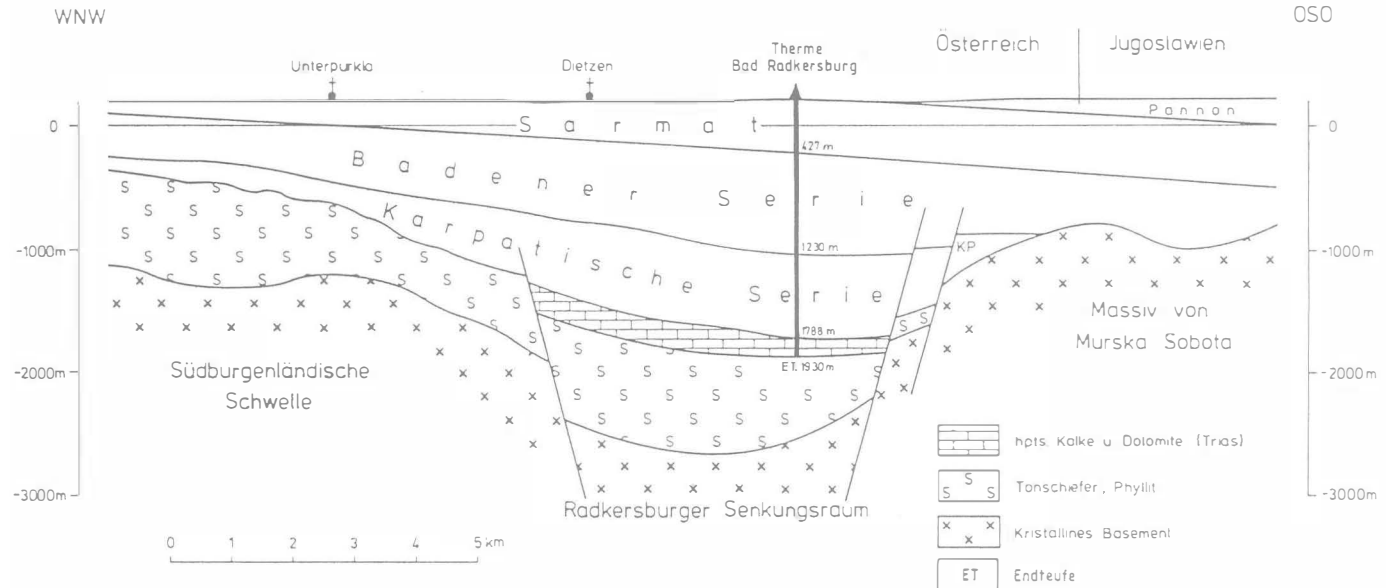 WNW
OSO
Österreich
Jugoslawien
Therme
Bad Radkersburg
Unterpurkla
Dietzen
Pannon
0
Sarmat
0
427 m
Badener Serie
Karpatische Serie
1230 m
KP
-1000m
-1000m
1788 m
Massiv von
Murska Sobota
E.T. 1930 m
-2000m
-2000m
Südburgenländische
Schwelle
-3000m
-3000m
Radkersburger Senkungsraum
hpts. Kalke u Dolomite (Trias)
Tonschiefer, Phyllit
Kristallines Basement
ET Endteufe
0 1 2 3 4 5 km